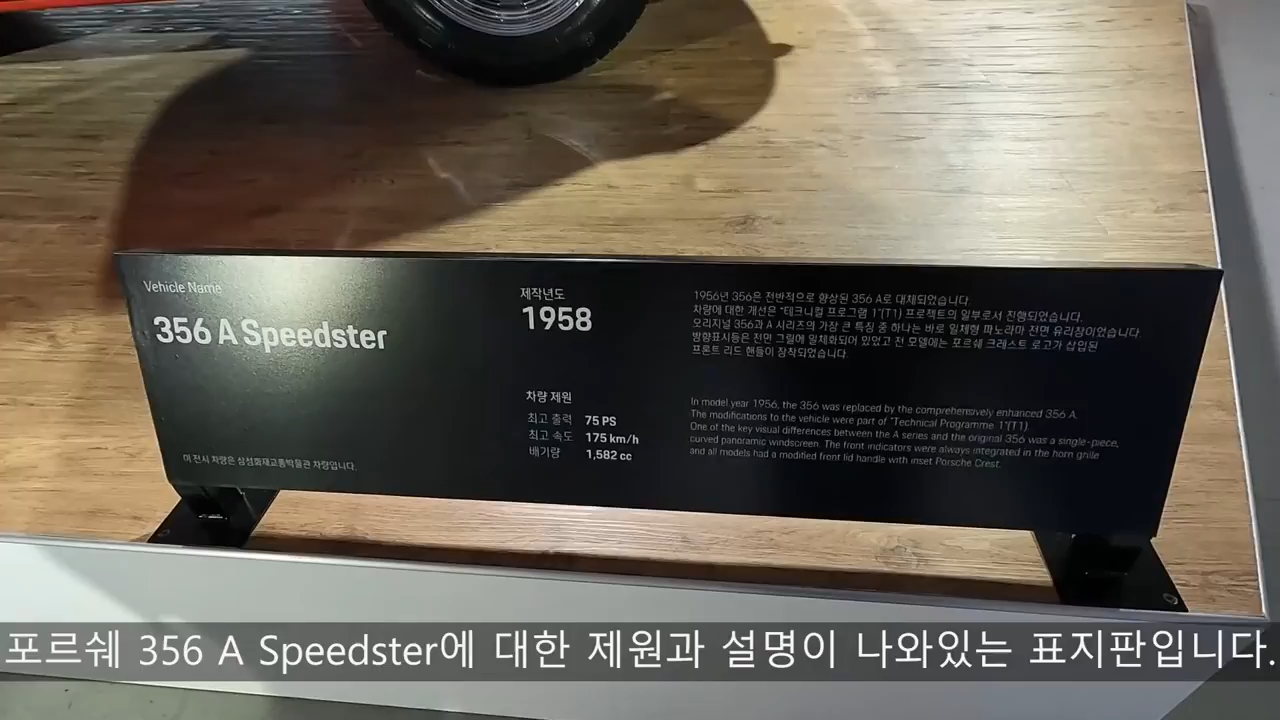 Vehicle Name
356 A Speedster
이 전시 차량은 삼성화재교통박물관 차량입니다.
제작년도
1958
차량 제원
최고 출력 75 PS
최고 속도 175 km/h
배기량 1,582 cc
1956년 356은 전반적으로 향상된 356 A로 대체되었습니다.
차량에 대한 개선은 "테크니컬 프로그램 1"(T1) 프로젝트의 일부로서 진행되었습니다.
오리지널 356과 A 시리즈의 가장 큰 특징 중 하나는 바로 일체형 파노라마 전면 유리창이었습니다.
방향표시등은 전면 그릴에 일체화되어 있었고 전 모델에는 포르쉐 크레스트 로고가 삽입된
프론트 리드 핸들이 장착되었습니다.
In model year 1956, the 356 was replaced by the comprehensively enhanced 356 A.
The modifications to the vehicle were part of "Technical Programme 1"(T1).
One of the key visual differences between the A series and the original 356 was a single-piece,
curved panoramic windscreen. The front indicators were always integrated in the horn grille
and all models had a modified front lid handle with inset Porsche Crest.
포르쉐 356 A Speedster에 대한 제원과 설명이 나와있는 표지판입니다.